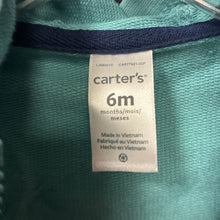 carter's®
6m
months/mois/
meses
Made in Vietnam
Fabriqué au Vietnam
Hecho en Vietnam